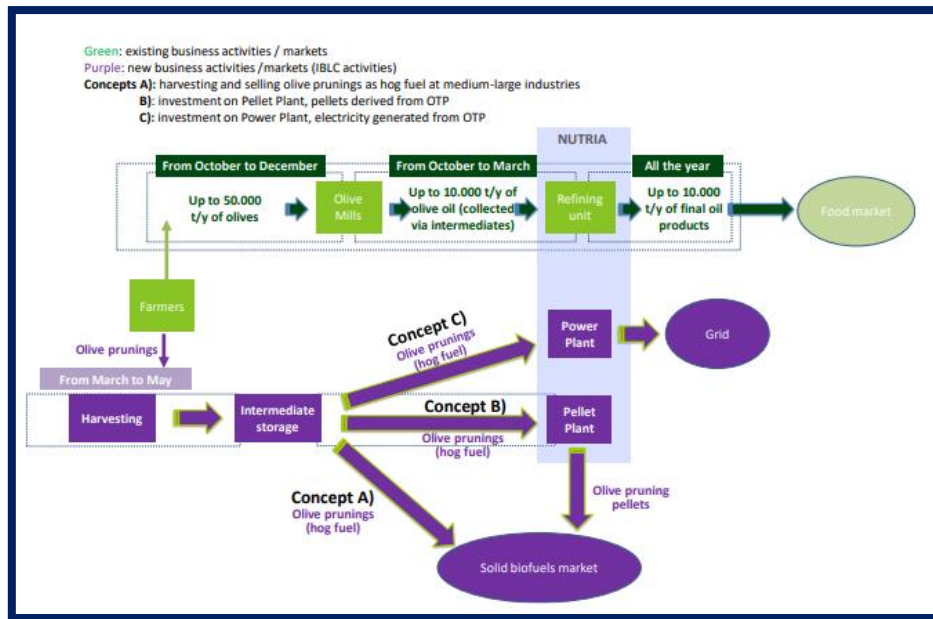 Green: existing business activities / markets
Purple: new business activities /markets (IBLC activities)
Concepts A): harvesting and selling olive prunings as hog fuel at medium-large industries
B): investment on Pellet Plant, pellets derived from OTP
C): investment on Power Plant, electricity generated from OTP
NUTRIA
From October to December
From October to March
All the year
Up to 50.000
t/y of olives
Olive
Mills
Up to 10.000 t/y of
olive oil (collected
via intermediates)
Refining
unit
Up to 10.000
t/y of final oil
products
Food market
Farmers
Olive prunings
From March to May
Harvesting
Intermediate
storage
Concept C)
Olive prunings
(hog fuel)
Power
Plant
Grid
Concept B)
Olive prunings
(hog fuel)
Pellet
Plant
Concept A)
Olive prunings
(hog fuel)
Olive pruning
pellets
Solid biofuels market